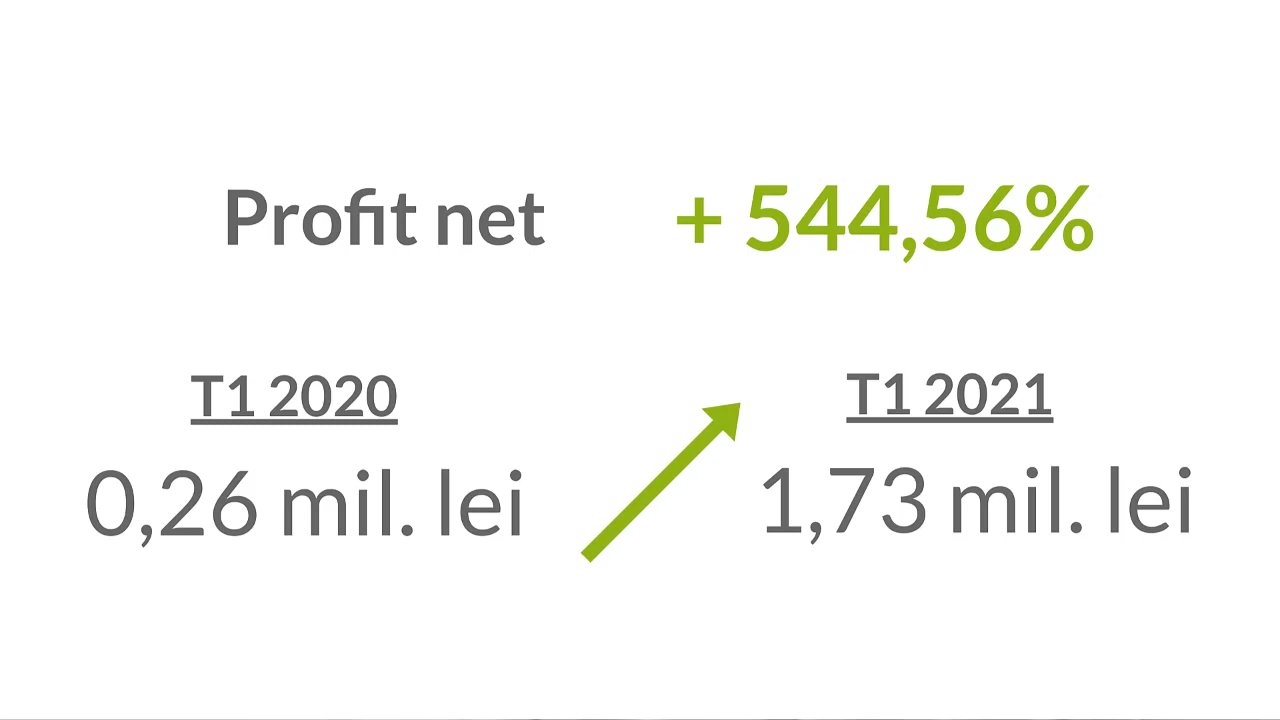 Profit net + 544,56%
T1 2020 T1 2021
0,26 mil. lei 1,73 mil. lei